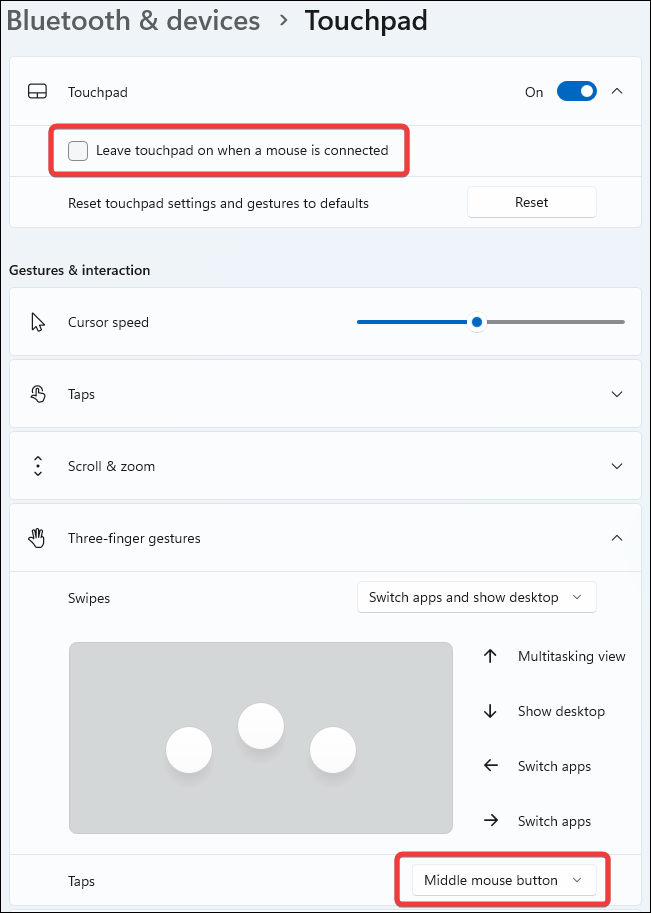 Bluetooth & devices > Touchpad
Touchpad On
Leave touchpad on when a mouse is connected
Reset touchpad settings and gestures to defaults Reset
Gestures & interaction
Cursor speed
Taps
Scroll & zoom
Three-finger gestures
Swipes Switch apps and show desktop
Multitasking view
Show desktop
Switch apps
Switch apps
Taps Middle mouse button